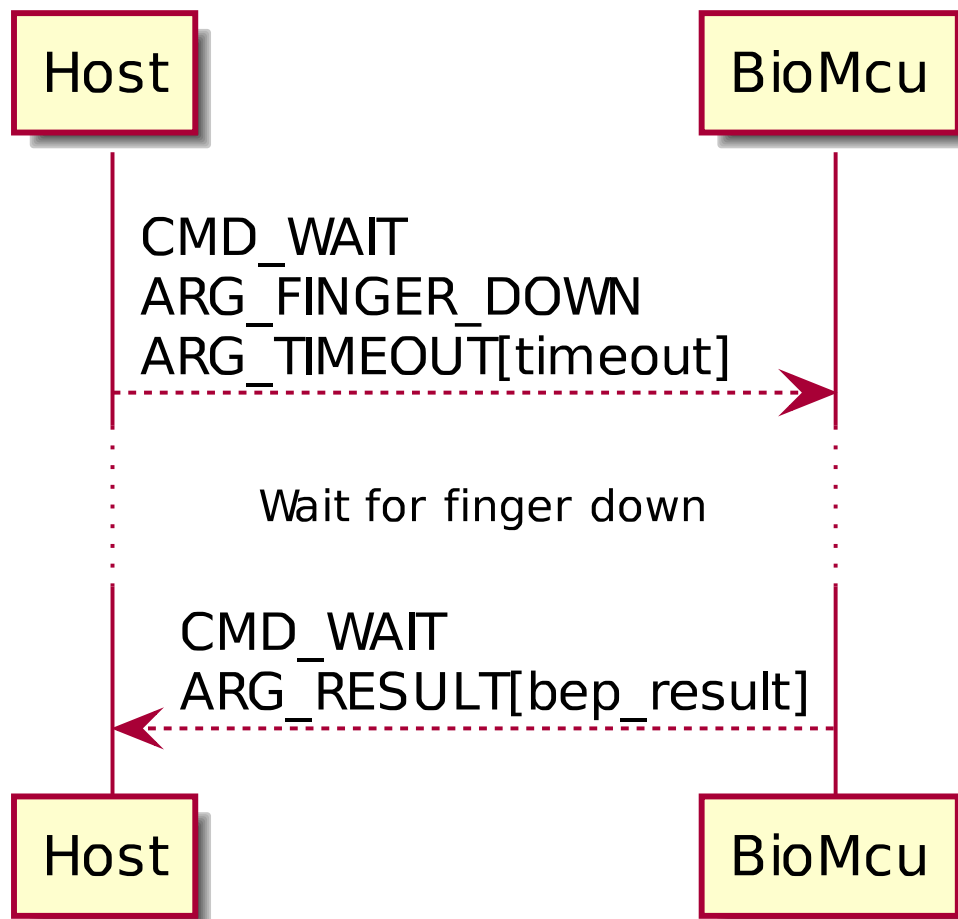 Host
BioMcu
CMD_WAIT
ARG_FINGER_DOWN
ARG_TIMEOUT[timeout]
Wait for finger down
CMD_WAIT
ARG_RESULT[bep_result]
Host
BioMcu